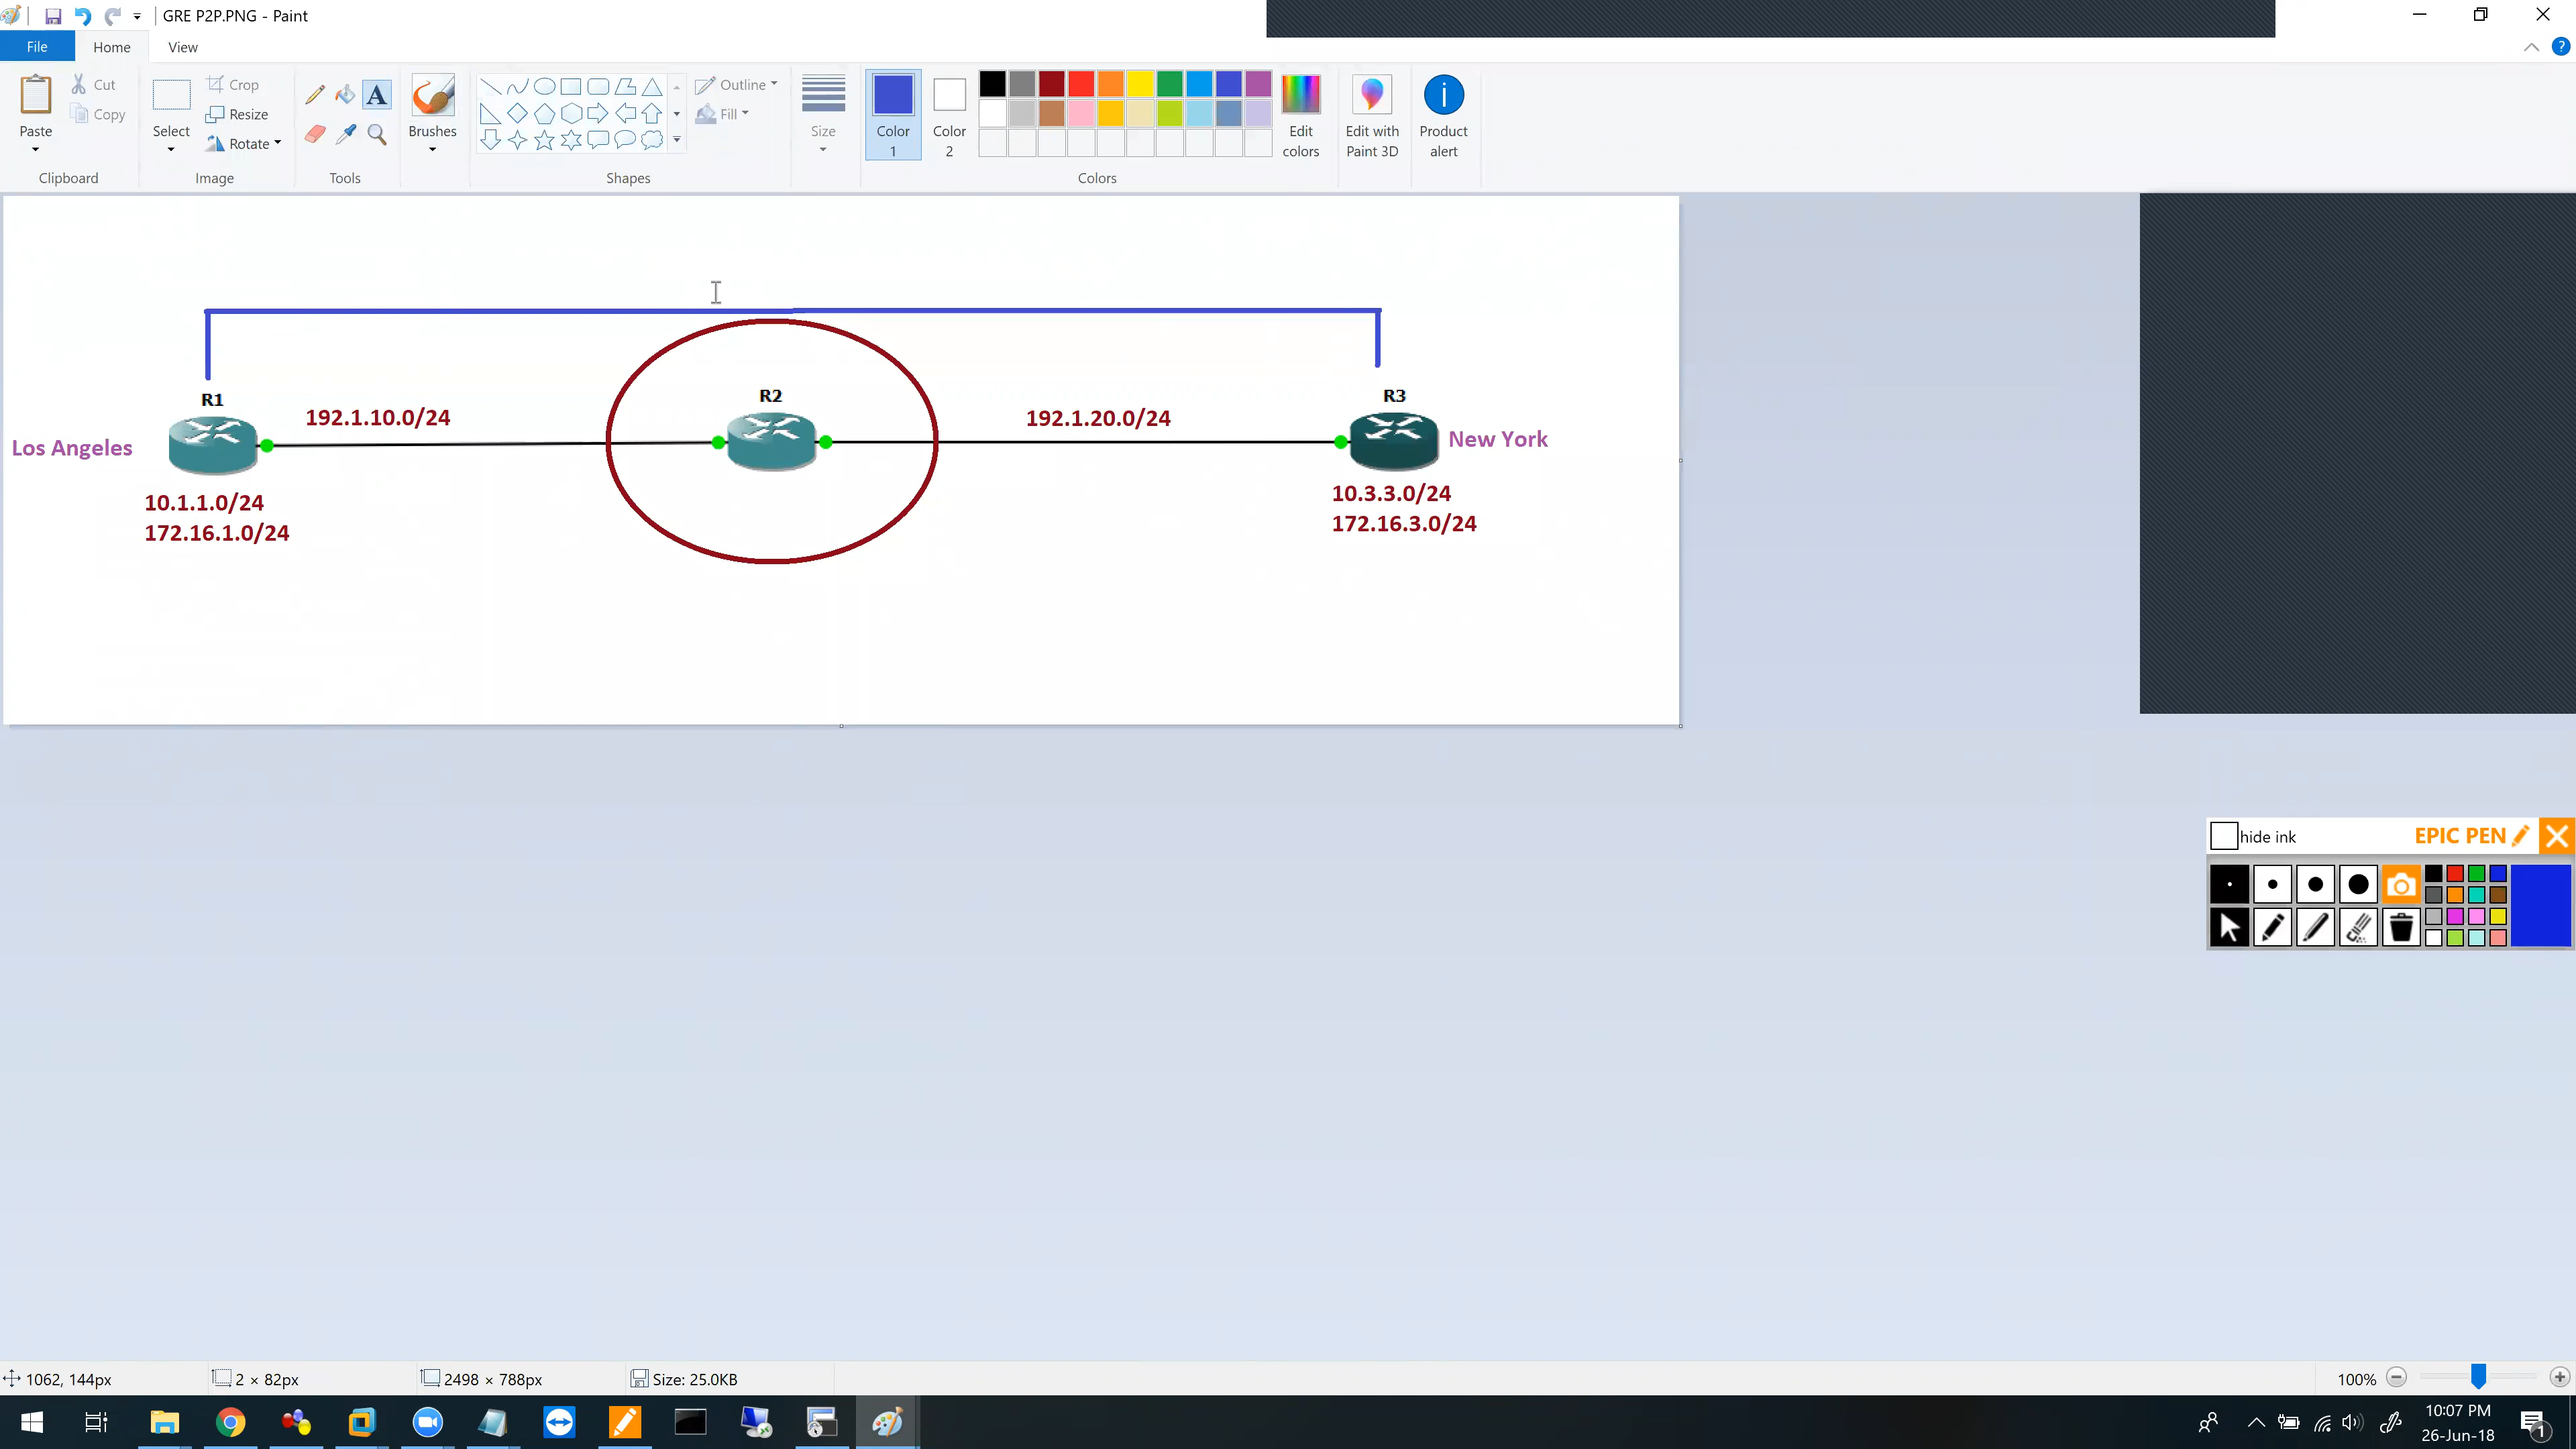 GRE P2P.PNG - Paint
File
Home
View
Paste
Cut
Copy
Clipboard
Select
Crop
Resize
Rotate
Image
A
Tools
Brushes
Shapes
Outline
Fill
Size
Color
1
Color
2
Colors
Edit
colors
Edit with
Paint 3D
Product
alert
R1
R2
R3
192.1.10.0/24
192.1.20.0/24
Los Angeles
New York
10.1.1.0/24
172.16.1.0/24
10.3.3.0/24
172.16.3.0/24
hide ink
EPIC PEN
1062, 144px
2 × 82px
2498 × 788px
Size: 25.0KB
100%
10:07 PM
26-Jun-18
1